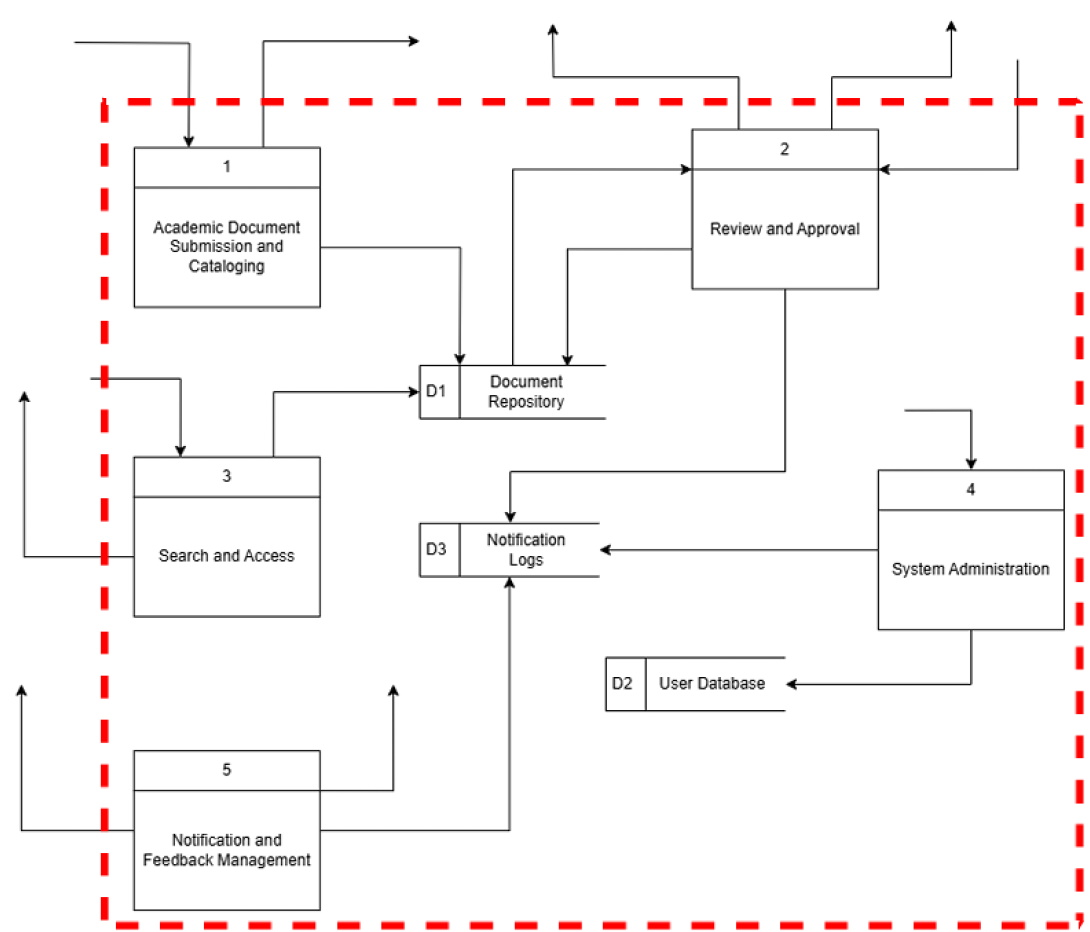 1
Academic Document
Submission and
Cataloging
2
Review and Approval
D1
Document
Repository
3
Search and Access
D3
Notification
Logs
4
System Administration
D2
User Database
5
Notification and
Feedback Management